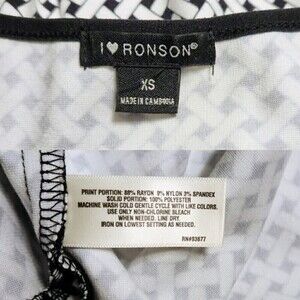 I ♥ RONSON®
XS
MADE IN CAMBODIA
PRINT PORTION: 88% RAYON 9% NYLON 3% SPANDEX
SOLID PORTION: 100% POLYESTER
MACHINE WASH COLD GENTLE CYCLE WITH LIKE COLORS.
USE ONLY NON-CHLORINE BLEACH
WHEN NEEDED. LINE DRY.
IRON ON LOWEST SETTING AS NEEDED.
RN#93677